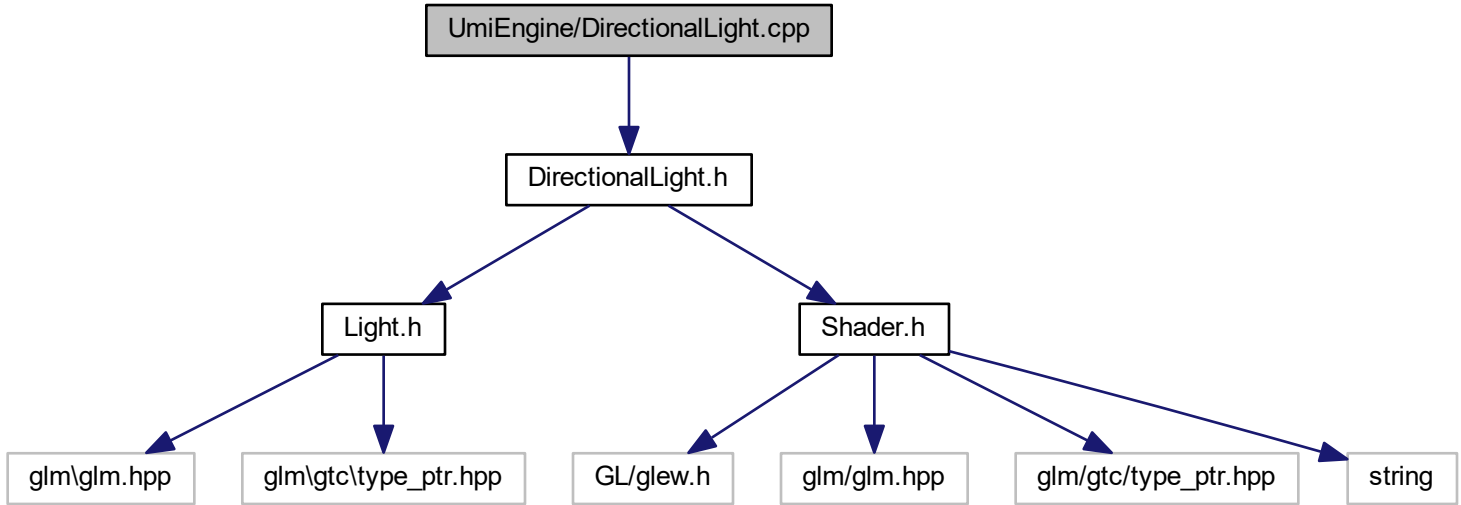 UmiEngine/DirectionalLight.cpp
DirectionalLight.h
Light.h
Shader.h
glm\glm.hpp
glm\gtc\type_ptr.hpp
GL/glew.h
glm/glm.hpp
glm/gtc/type_ptr.hpp
string